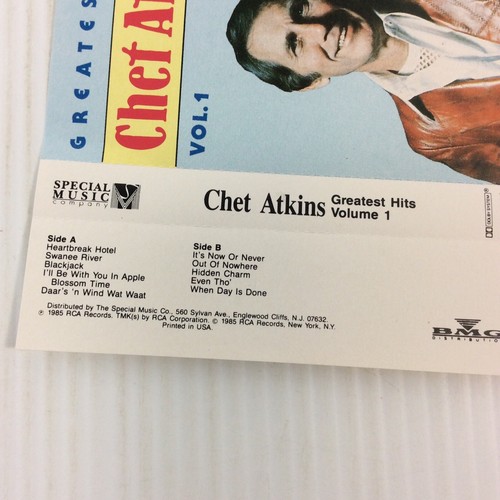 GREATES
Chet A
VOL.1
SPECIAL
MUSIC
company
Chet Atkins Greatest Hits
Volume 1
Side A
Heartbreak Hotel
Swanee River
Blackjack
I'll Be With You In Apple
Blossom Time
Daar's 'n Wind Wat Waat
Side B
It's Now Or Never
Out Of Nowhere
Hidden Charm
Even Tho'
When Day Is Done
Distributed by The Special Music Co., 560 Sylvan Ave., Englewood Cliffs, N.J. 07632.
℗ 1985 RCA Records. TMK(s) by RCA Corporation. © 1985 RCA Records, New York, N.Y.
Printed in USA.
BMG
DISTRIBUTI